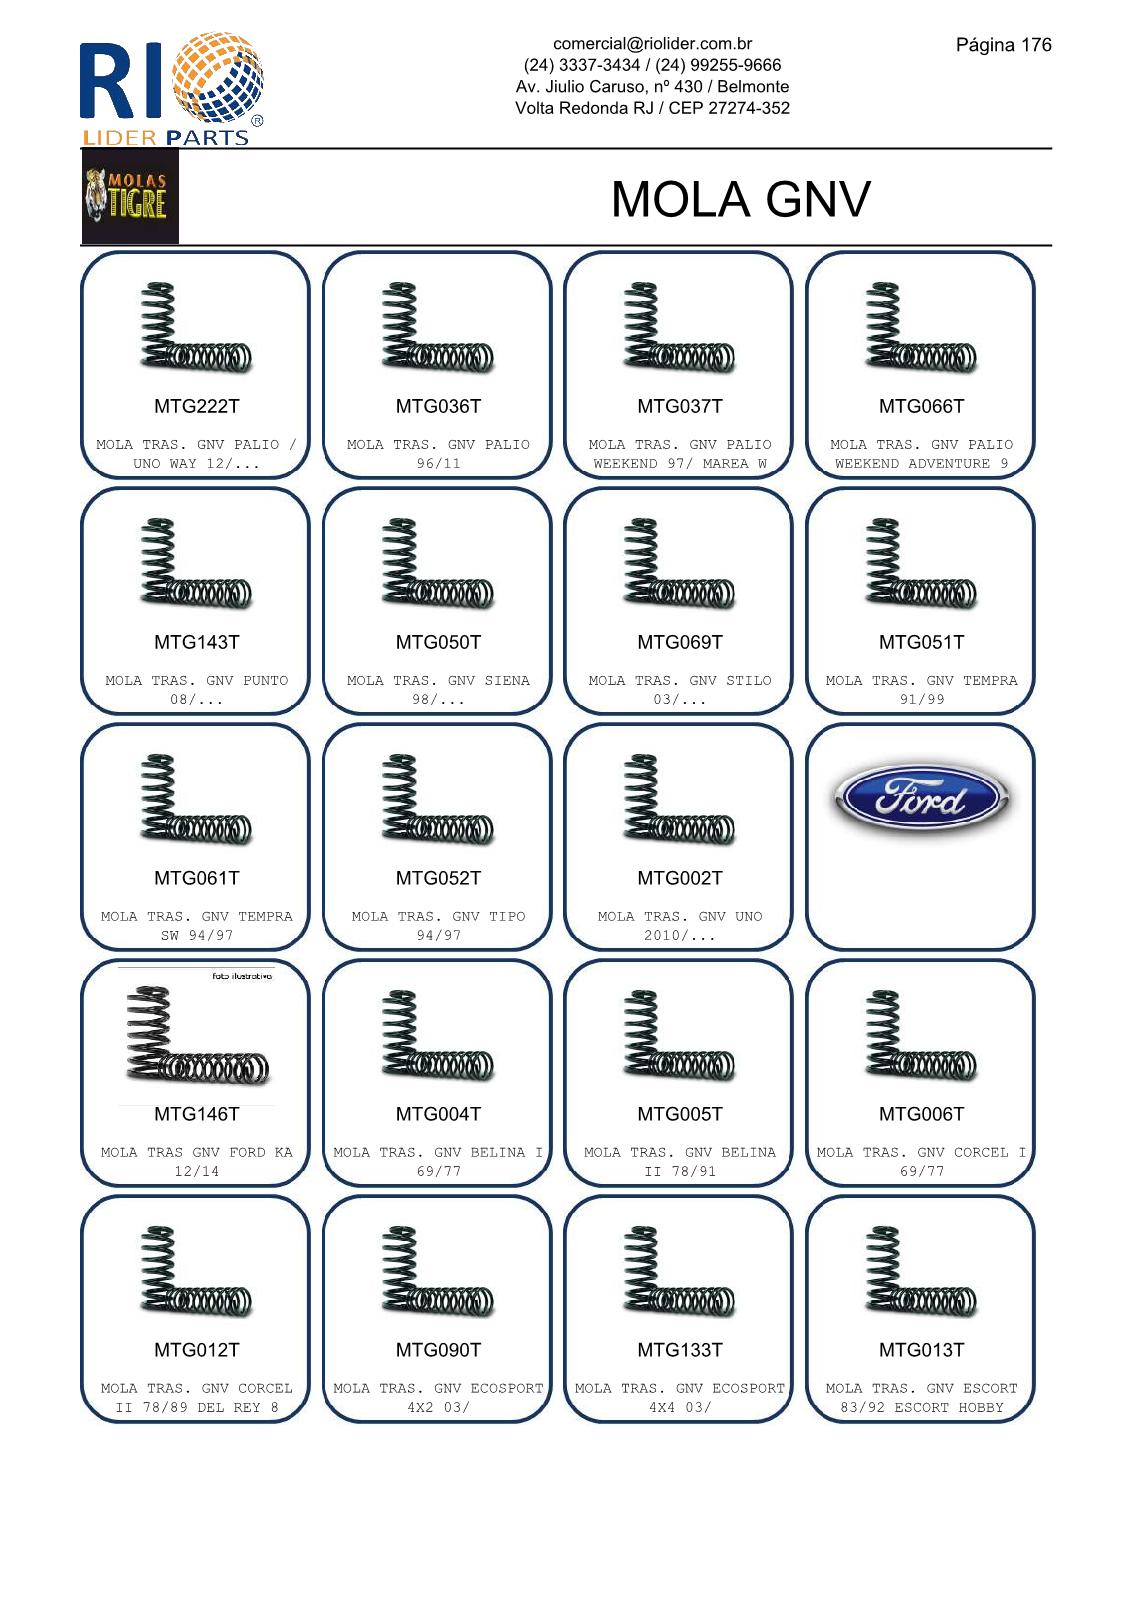 RIO
LIDER PARTS
®
comercial@riolider.com.br
(24) 3337-3434 / (24) 99255-9666
Av. Jiulio Caruso, nº 430 / Belmonte
Volta Redonda RJ / CEP 27274-352
Página 176
MOLAS
TIGRE
MOLA GNV
MTG222T
MOLA TRAS. GNV PALIO /
UNO WAY 12/...
MTG036T
MOLA TRAS. GNV PALIO
96/11
MTG037T
MOLA TRAS. GNV PALIO
WEEKEND 97/ MAREA W
MTG066T
MOLA TRAS. GNV PALIO
WEEKEND ADVENTURE 9
MTG143T
MOLA TRAS. GNV PUNTO
08/...
MTG050T
MOLA TRAS. GNV SIENA
98/...
MTG069T
MOLA TRAS. GNV STILO
03/...
MTG051T
MOLA TRAS. GNV TEMPRA
91/99
MTG061T
MOLA TRAS. GNV TEMPRA
SW 94/97
MTG052T
MOLA TRAS. GNV TIPO
94/97
MTG002T
MOLA TRAS. GNV UNO
2010/...
Ford
foto ilustrativa
MTG146T
MOLA TRAS GNV FORD KA
12/14
MTG004T
MOLA TRAS. GNV BELINA I
69/77
MTG005T
MOLA TRAS. GNV BELINA
II 78/91
MTG006T
MOLA TRAS. GNV CORCEL I
69/77
MTG012T
MOLA TRAS. GNV CORCEL
II 78/89 DEL REY 8
MTG090T
MOLA TRAS. GNV ECOSPORT
4X2 03/
MTG133T
MOLA TRAS. GNV ECOSPORT
4X4 03/
MTG013T
MOLA TRAS. GNV ESCORT
83/92 ESCORT HOBBY